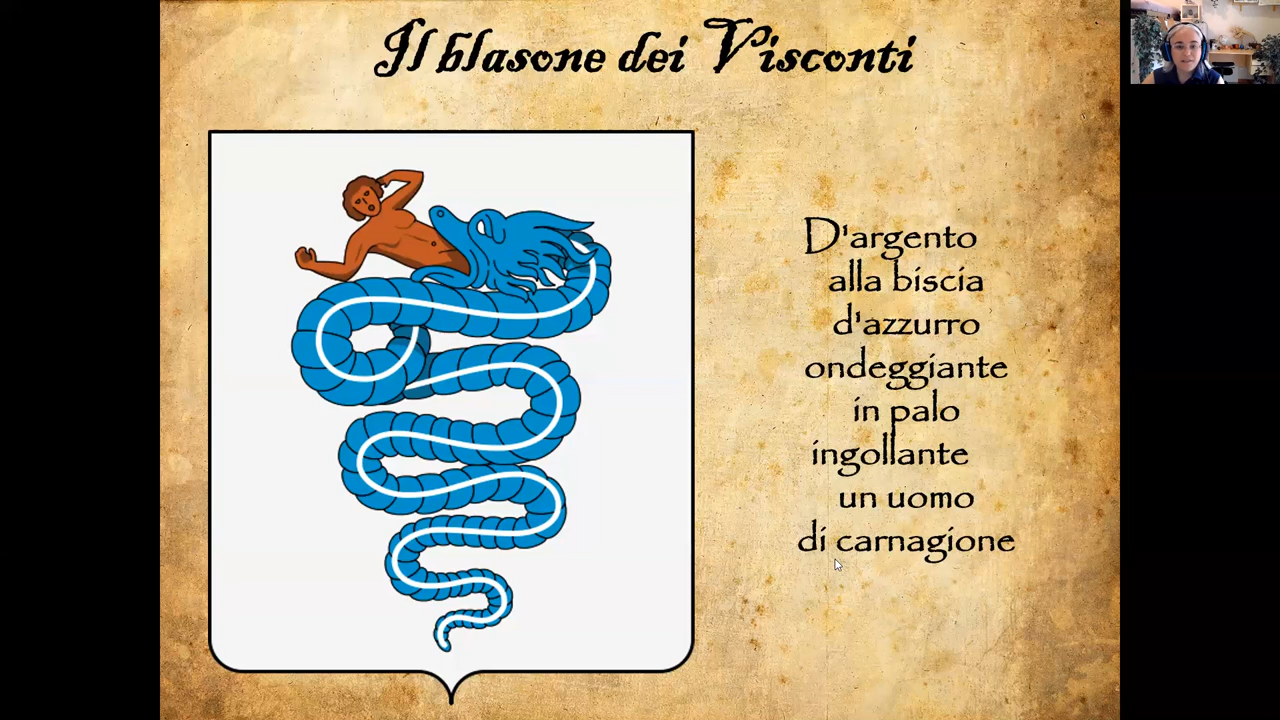 Il blasone dei Visconti
D'argento
alla biscia
d'azzurro
ondeggiante
in palo
ingollante
un uomo
di carnagione